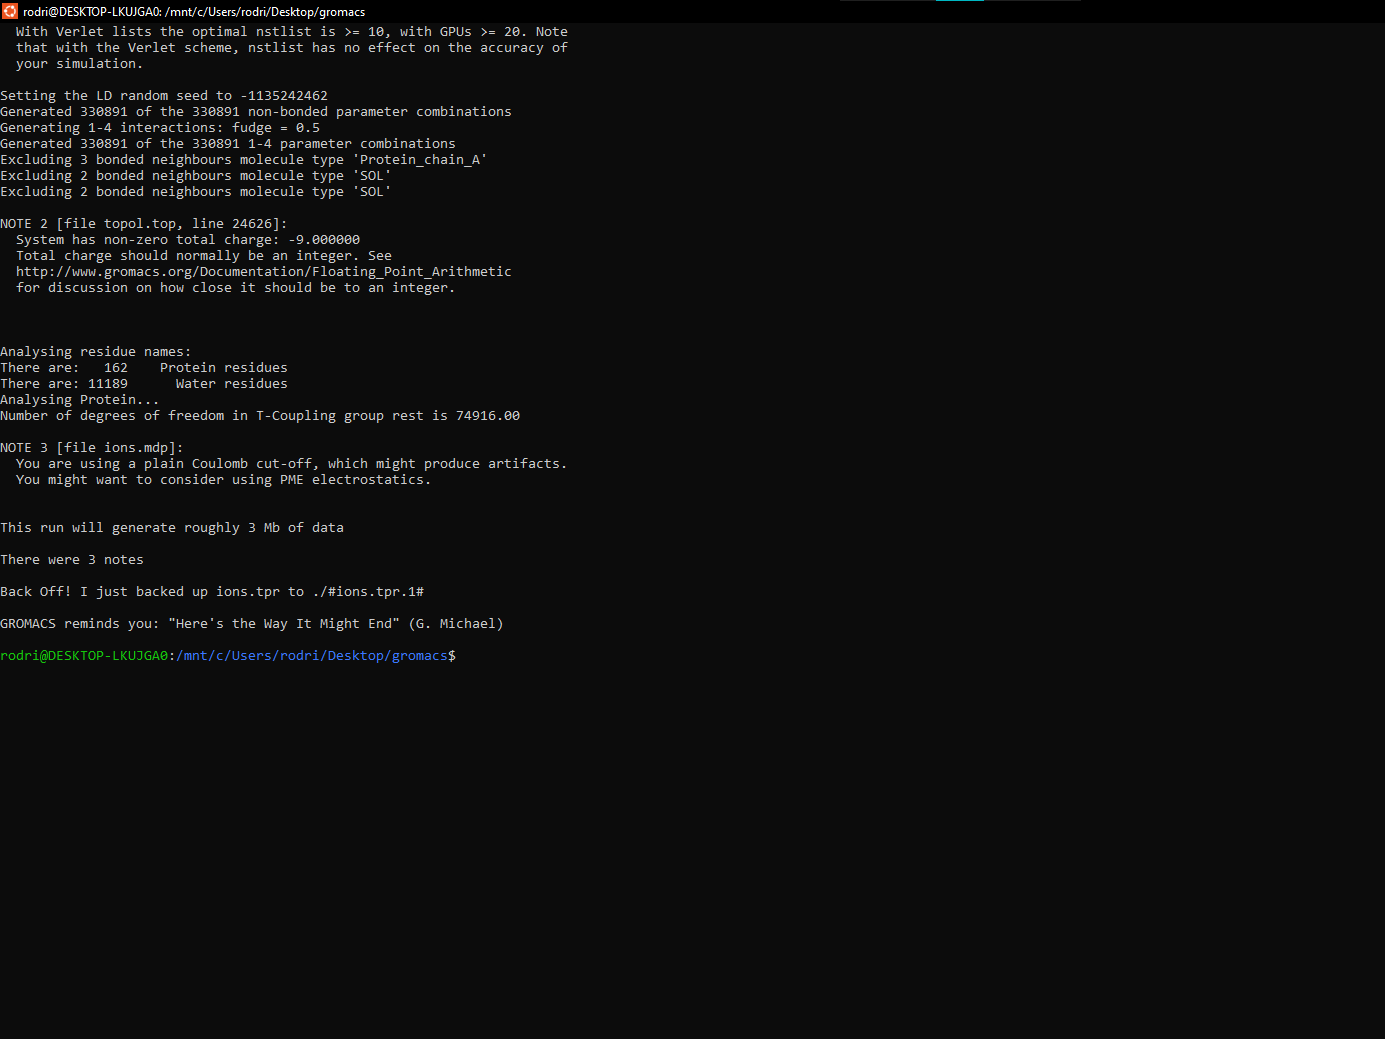 rodri@DESKTOP-LKUJGA0: /mnt/c/Users/rodri/Desktop/gromacs
With Verlet lists the optimal nstlist is >= 10, with GPUs >= 20. Note
that with the Verlet scheme, nstlist has no effect on the accuracy of
your simulation.
Setting the LD random seed to -1135242462
Generated 330891 of the 330891 non-bonded parameter combinations
Generating 1-4 interactions: fudge = 0.5
Generated 330891 of the 330891 1-4 parameter combinations
Excluding 3 bonded neighbours molecule type 'Protein_chain_A'
Excluding 2 bonded neighbours molecule type 'SOL'
Excluding 2 bonded neighbours molecule type 'SOL'
NOTE 2 [file topol.top, line 24626]:
System has non-zero total charge: -9.000000
Total charge should normally be an integer. See
http://www.gromacs.org/Documentation/Floating_Point_Arithmetic
for discussion on how close it should be to an integer.
Analysing residue names:
There are:   162    Protein residues
There are: 11189      Water residues
Analysing Protein...
Number of degrees of freedom in T-Coupling group rest is 74916.00
NOTE 3 [file ions.mdp]:
You are using a plain Coulomb cut-off, which might produce artifacts.
You might want to consider using PME electrostatics.
This run will generate roughly 3 Mb of data
There were 3 notes
Back Off! I just backed up ions.tpr to ./#ions.tpr.1#
GROMACS reminds you: "Here's the Way It Might End" (G. Michael)
rodri@DESKTOP-LKUJGA0:/mnt/c/Users/rodri/Desktop/gromacs$